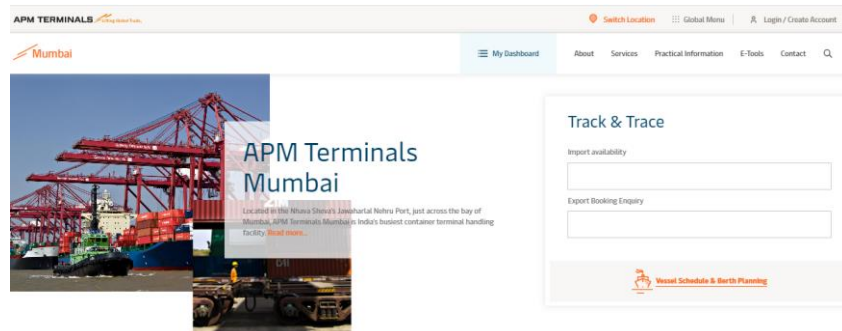 APM TERMINALS Lifting Global Trade.
Switch Location
Global Menu
Login / Create Account
Mumbai
My Dashboard
About
Services
Practical Information
E-Tools
Contact
APM Terminals
Mumbai
Located in the Nhava Sheva's Jawaharlal Nehru Port, just across the bay of
Mumbai, APM Terminals Mumbai is India's busiest container terminal handling
facility. Read more...
Track & Trace
Import availability
Export Booking Enquiry
Vessel Schedule & Berth Planning